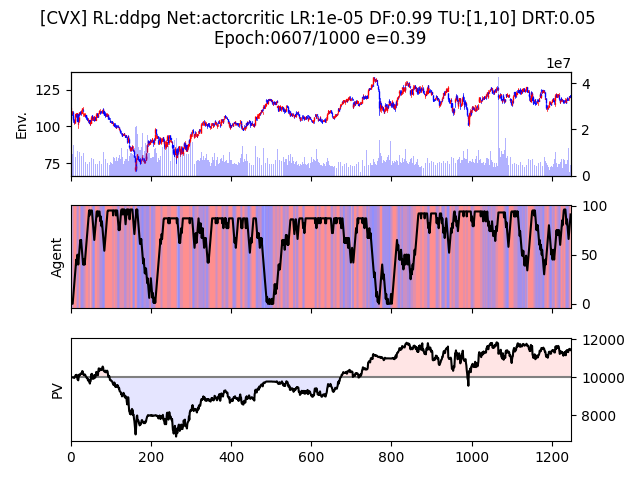 [CVX] RL:ddpg Net:actorcritic LR:1e-05 DF:0.99 TU:[1,10] DRT:0.05
Epoch:0607/1000 e=0.39
1e7
Env.
125
100
75
4
2
0
Agent
100
50
0
PV
12000
10000
8000
0 200 400 600 800 1000 1200